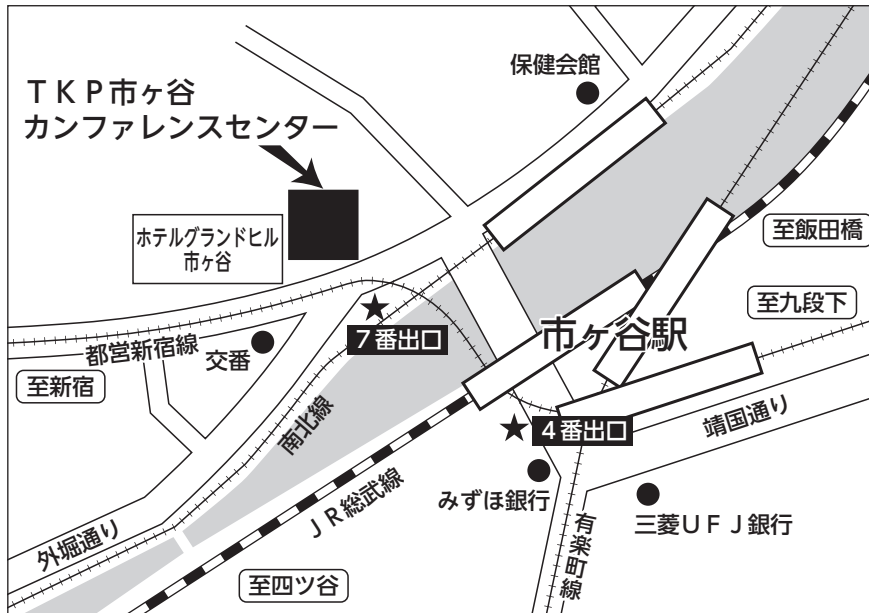 保健会館
ＴＫＰ市ヶ谷
カンファレンスセンター
ホテルグランドヒル
市ヶ谷
至飯田橋
至九段下
市ヶ谷駅
７番出口
都営新宿線
交番
至新宿
南北線
４番出口
靖国通り
みずほ銀行
三菱ＵＦＪ銀行
ＪＲ総武線
外堀通り
有楽町線
至四ツ谷